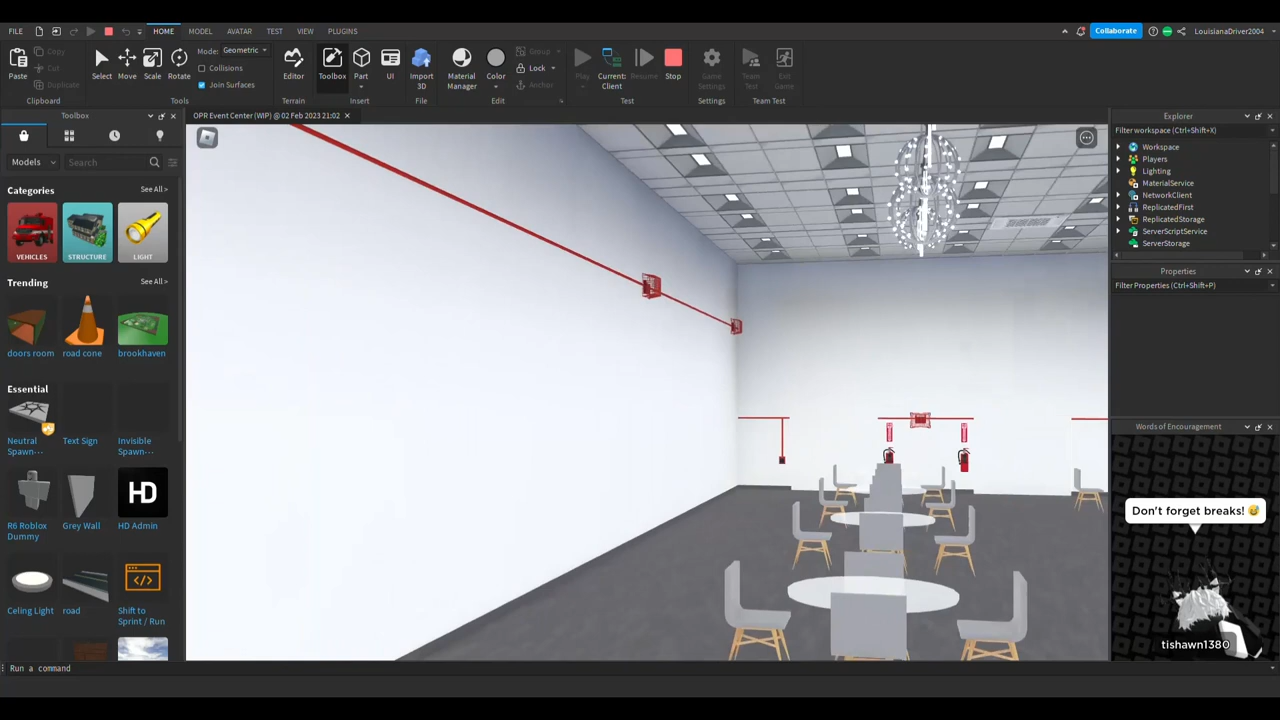 FILE
HOME
MODEL
AVATAR
TEST
VIEW
PLUGINS
Collaborate
LouisianaDriver2004
Paste
Copy
Cut
Duplicate
Clipboard
Select
Move
Scale
Rotate
Mode: Geometric
Collisions
Join Surfaces
Tools
Editor
Terrain
Toolbox
Part
UI
Insert
Import
3D
File
Material
Manager
Color
Group
Lock
Anchor
Edit
Play
Current:
Client
Resume
Stop
Test
Game
Settings
Settings
Team
Test
Exit
Game
Team Test
Toolbox
OPR Event Center (WIP) @ 02 Feb 2023 21:02
Models
Search
Categories
See All >
VEHICLES
STRUCTURE
LIGHT
Trending
See All >
doors room
road cone
brookhaven
Essential
Neutral
Spawn-··
Text Sign
Invisible
Spawn-··
R6 Roblox
Dummy
Grey Wall
HD
HD Admin
Celing Light
road
Shift to
Sprint / Run
Explorer
Filter workspace (Ctrl+Shift+X)
Workspace
Players
Lighting
MaterialService
NetworkClient
ReplicatedFirst
ReplicatedStorage
ServerScriptService
ServerStorage
Properties
Filter Properties (Ctrl+Shift+P)
Words of Encouragement
Don't forget breaks! 😅
tishawn1380
Run a command